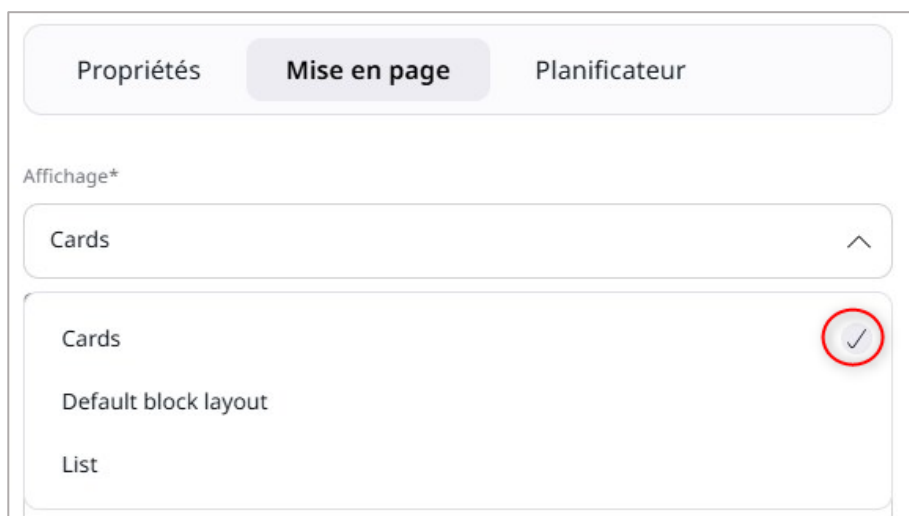 Propriétés Mise en page Planificateur
Affichage*
Cards
Cards
Default block layout
List